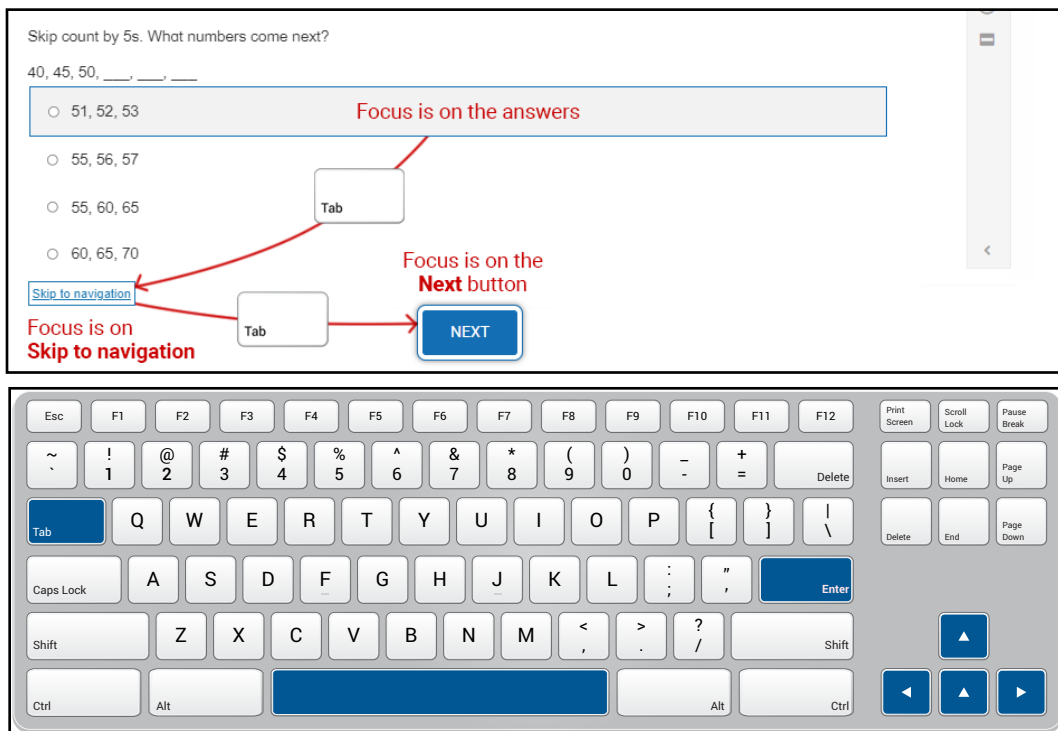 Skip count by 5s. What numbers come next?
40, 45, 50, ___, ___, ___
51, 52, 53
Focus is on the answers
55, 56, 57
Tab
55, 60, 65
60, 65, 70
Focus is on the
Next button
Skip to navigation
Focus is on
Skip to navigation
Tab
NEXT
Esc F1 F2 F3 F4 F5 F6 F7 F8 F9 F10 F11 F12 Print Screen Scroll Lock Pause Break
~ ! @ # $ % ^ & * ( ) _ +
` 1 2 3 4 5 6 7 8 9 0 - = Delete Insert Home Page Up
Tab Q W E R T Y U I O P { [ } ] | \ Delete End Page Down
Caps Lock A S D F G H J K L : ; " ' Enter
Shift Z X C V B N M < , > . ? / Shift
Ctrl Alt Alt Ctrl